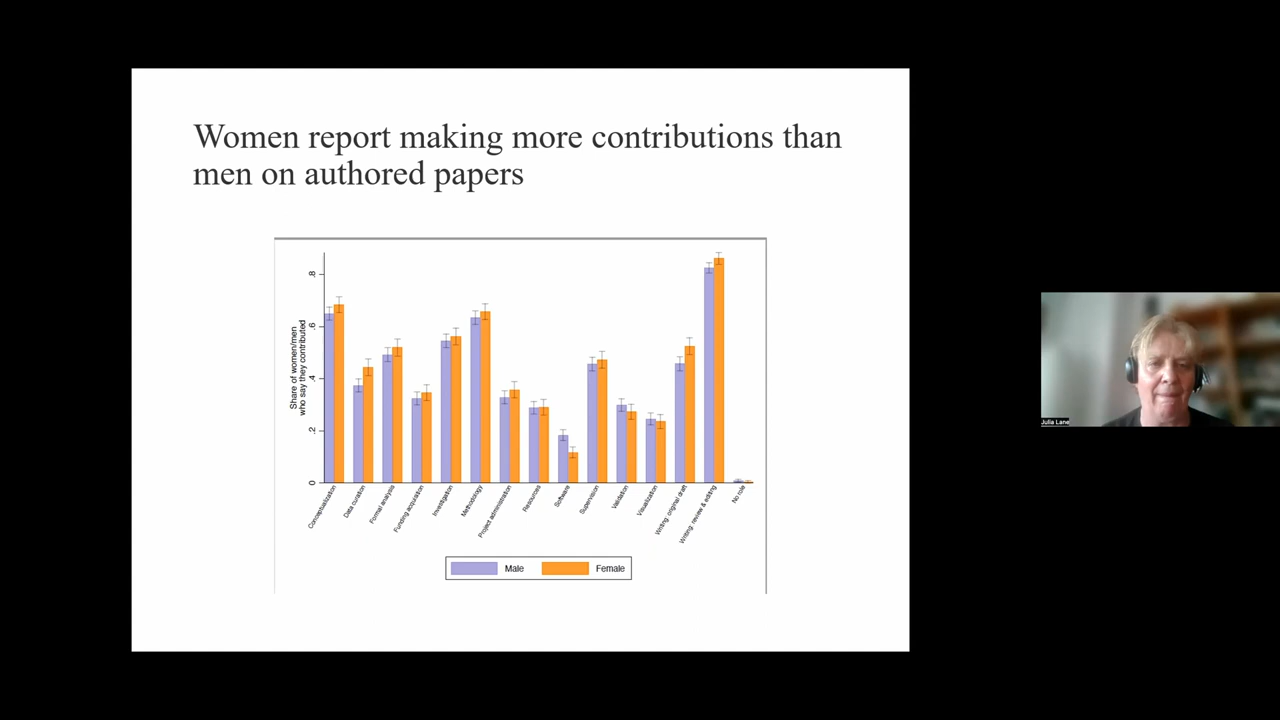 Women report making more contributions than
men on authored papers
Share of women/men
who say they contributed
.8
.6
.4
.2
0
Conceptualization
Data curation
Formal analysis
Funding acquisition
Investigation
Methodology
Project administration
Resources
Software
Supervision
Validation
Visualization
Writing: original draft
Writing: review & editing
No role
Male
Female
Julia Lane